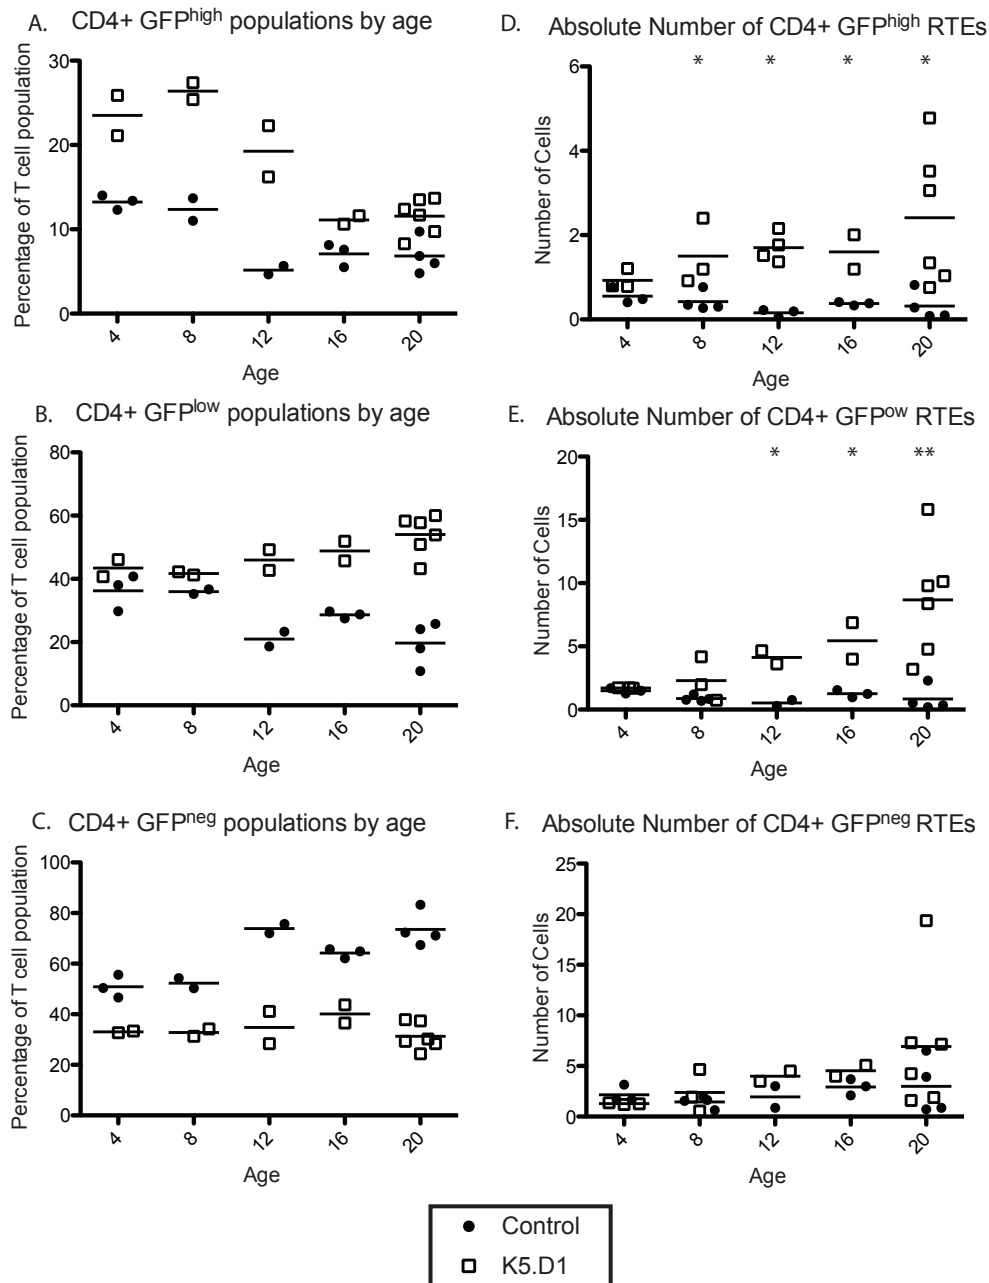 A. CD4+ GFPhigh populations by age
Percentage of T cell population
30
20
10
0
4 8 12 16 20
Age
D. Absolute Number of CD4+ GFPhigh RTEs
* * * *
Number of Cells
6
4
2
0
4 8 12 16 20
Age
B. CD4+ GFPlow populations by age
Percentage of T cell population
80
60
40
20
0
4 8 12 16 20
Age
E. Absolute Number of CD4+ GFPow RTEs
* * **
Number of Cells
20
15
10
5
0
4 8 12 16 20
Age
C. CD4+ GFPneg populations by age
Percentage of T cell population
100
80
60
40
20
0
4 8 12 16 20
Age
F. Absolute Number of CD4+ GFPneg RTEs
Number of Cells
25
20
15
10
5
0
4 8 12 16 20
Age
Control
K5.D1